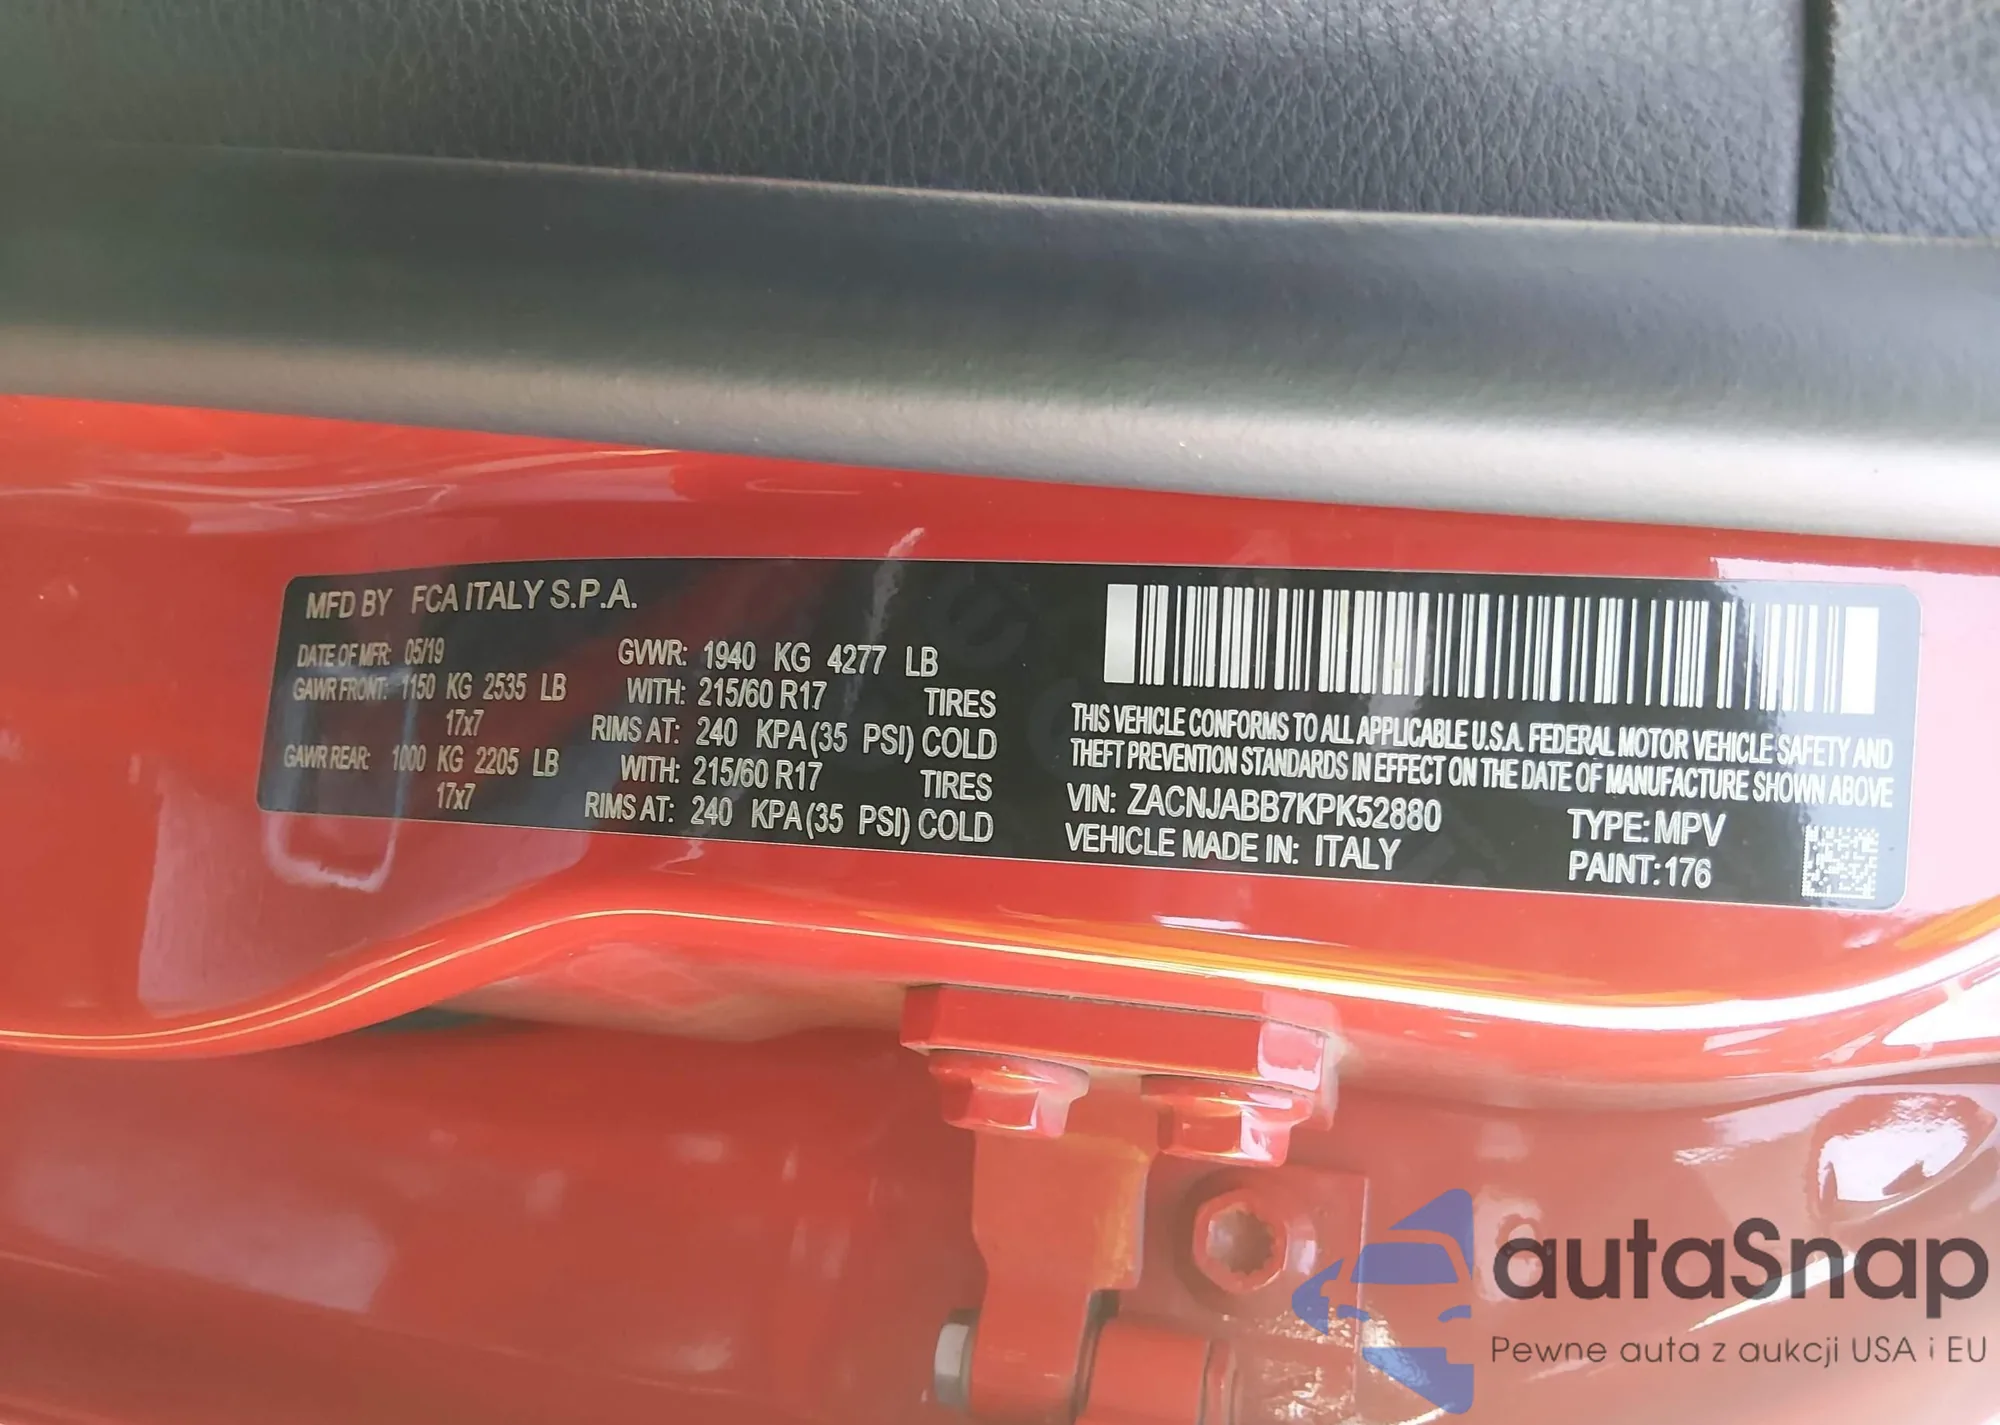 MFD BY FCA ITALY S.P.A.
DATE OF MFR: 05/19 GVWR: 1940 KG 4277 LB
GAWR FRONT: 1150 KG 2535 LB WITH: 215/60 R17 TIRES
17x7 RIMS AT: 240 KPA (35 PSI) COLD
GAWR REAR: 1000 KG 2205 LB WITH: 215/60 R17 TIRES
17x7 RIMS AT: 240 KPA (35 PSI) COLD
THIS VEHICLE CONFORMS TO ALL APPLICABLE U.S.A. FEDERAL MOTOR VEHICLE SAFETY AND
THEFT PREVENTION STANDARDS IN EFFECT ON THE DATE OF MANUFACTURE SHOWN ABOVE
VIN: ZACNJABB7KPK52880 TYPE: MPV
VEHICLE MADE IN: ITALY PAINT: 176
autaSnap
Pewne auta z aukcji USA i EU